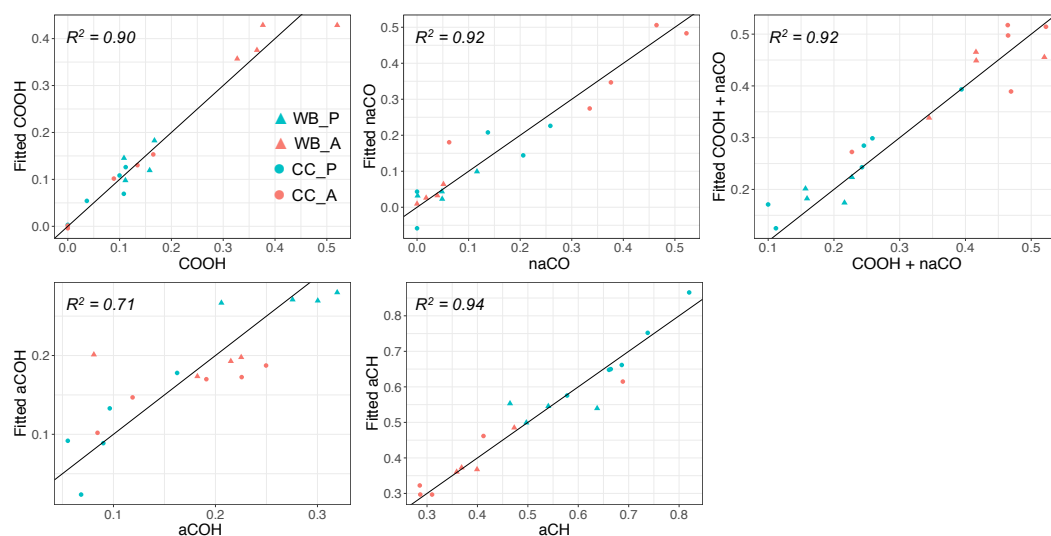 R² = 0.90
Fitted COOH
0.4
0.3
0.2
0.1
0.0
WB_P
WB_A
CC_P
CC_A
0.0 0.1 0.2 0.3 0.4 0.5
COOH
R² = 0.92
Fitted naCO
0.5
0.4
0.3
0.2
0.1
0.0
0.0 0.1 0.2 0.3 0.4 0.5
naCO
R² = 0.92
Fitted COOH + naCO
0.5
0.4
0.3
0.2
0.1 0.2 0.3 0.4 0.5
COOH + naCO
R² = 0.71
Fitted aCOH
0.2
0.1
0.1 0.2 0.3
aCOH
R² = 0.94
Fitted aCH
0.8
0.7
0.6
0.5
0.4
0.3
0.3 0.4 0.5 0.6 0.7 0.8
aCH